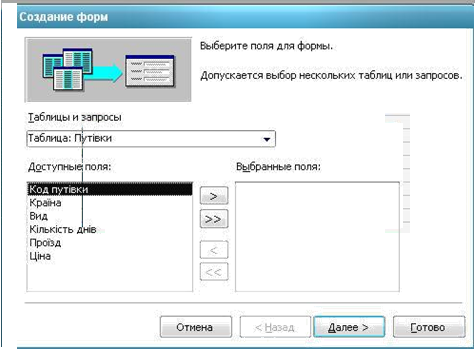 Создание форм
Выберите поля для формы.
Допускается выбор нескольких таблиц или запросов.
Таблицы и запросы
Таблица: Путівки
Доступные поля:
Выбранные поля:
Код путівки
Країна
Вид
Кількість днів
Проїзд
Ціна
>
>>
<
<<
Отмена
< Назад
Далее >
Готово